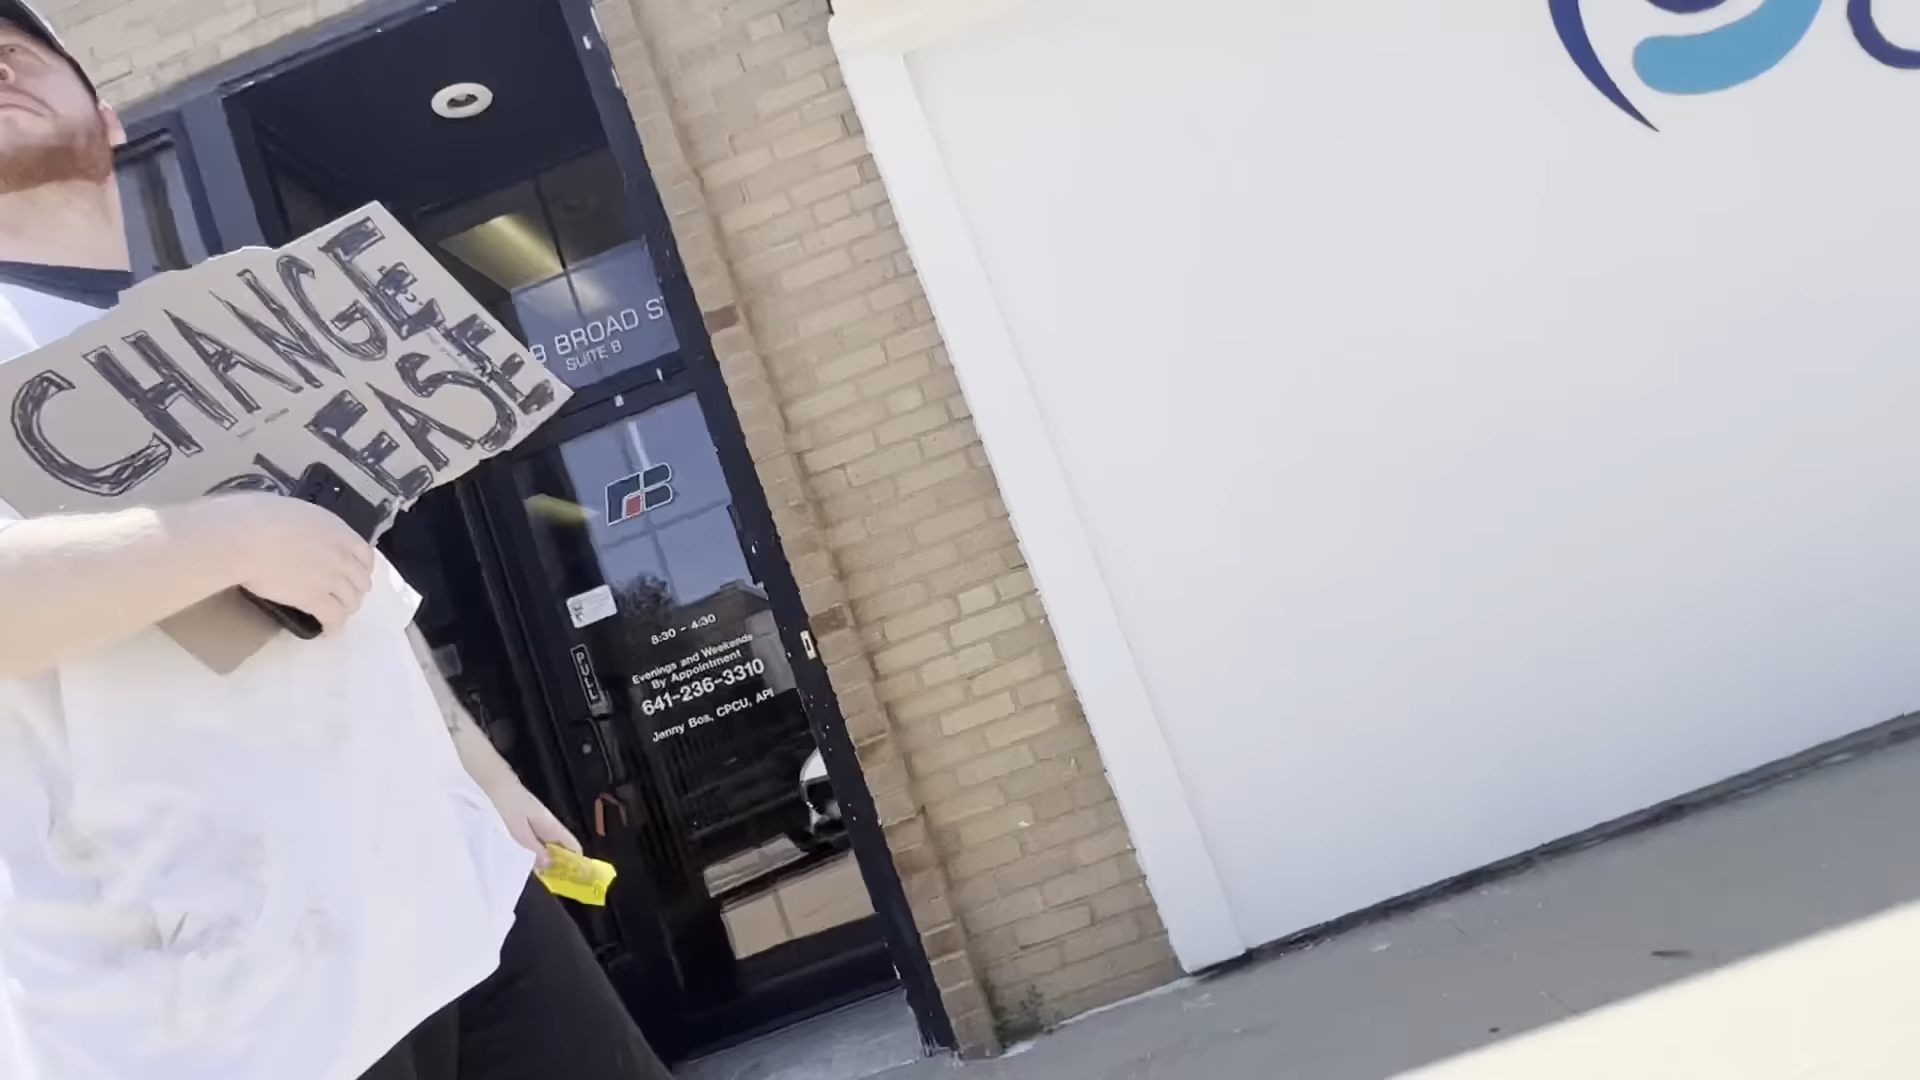 CHANGE
PLEASE
9 BROAD ST
SUITE B
PULL
8:30 - 4:30
Evenings and Weekends
By Appointment
641-236-3310
Jenny Bos, CPCU, API